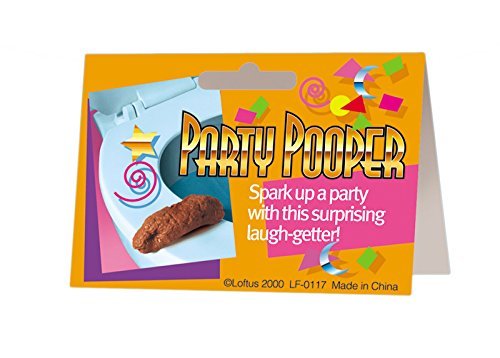 PARTY POOPER
Spark up a party
with this surprising
laugh-getter!
©Loftus 2000 LF-0117 Made in China